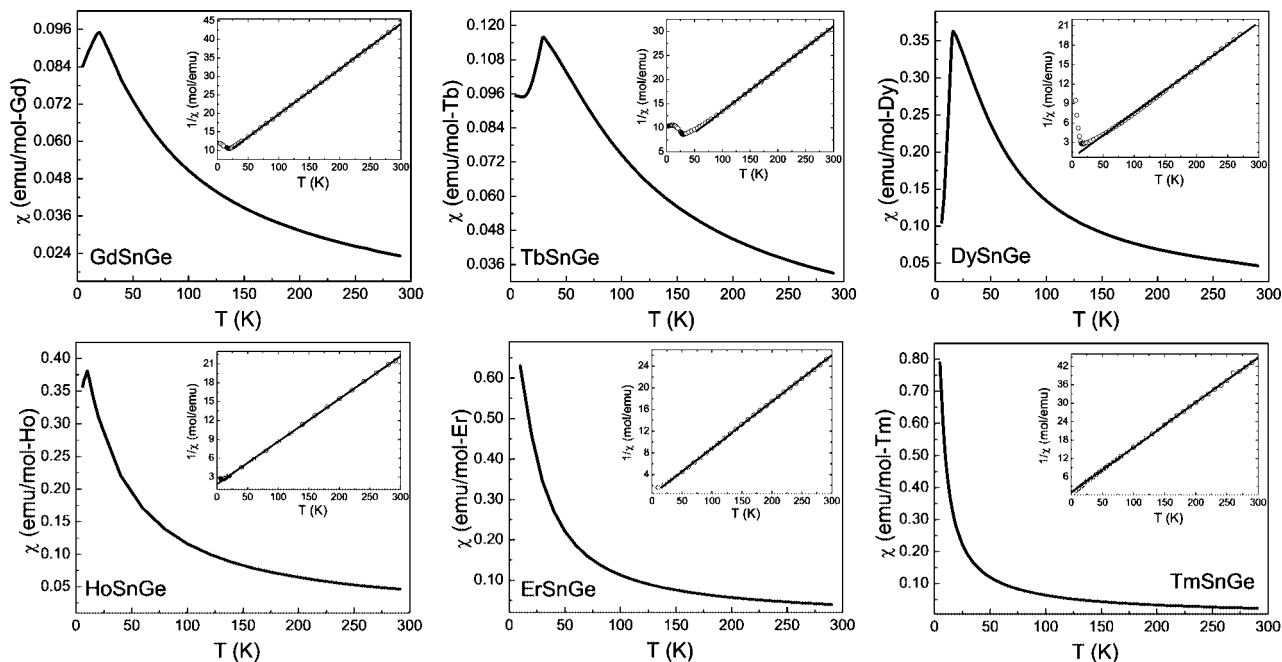 GdSnGe
χ (emu/mol-Gd)
0.096
0.084
0.072
0.060
0.048
0.036
0.024
0 50 100 150 200 250 300
T (K)
1/χ (mol/emu)
45
40
35
30
25
20
15
10
0 50 100 150 200 250 300
T (K)
TbSnGe
χ (emu/mol-Tb)
0.120
0.108
0.096
0.084
0.072
0.060
0.048
0.036
0 50 100 150 200 250 300
T (K)
1/χ (mol/emu)
30
25
20
15
10
5
0 50 100 150 200 250 300
T (K)
DySnGe
χ (emu/mol-Dy)
0.35
0.30
0.25
0.20
0.15
0.10
0.05
0 50 100 150 200 250 300
T (K)
1/χ (mol/emu)
21
18
15
12
9
6
3
0 50 100 150 200 250 300
T (K)
HoSnGe
χ (emu/mol-Ho)
0.40
0.35
0.30
0.25
0.20
0.15
0.10
0.05
0 50 100 150 200 250 300
T (K)
1/χ (mol/emu)
21
18
15
12
9
6
3
0 50 100 150 200 250 300
T (K)
ErSnGe
χ (emu/mol-Er)
0.60
0.50
0.40
0.30
0.20
0.10
0 50 100 150 200 250 300
T (K)
1/χ (mol/emu)
24
20
16
12
8
4
0 50 100 150 200 250 300
T (K)
TmSnGe
χ (emu/mol-Tm)
0.80
0.70
0.60
0.50
0.40
0.30
0.20
0.10
0 50 100 150 200 250 300
T (K)
1/χ (mol/emu)
42
36
30
24
18
12
6
0 50 100 150 200 250 300
T (K)